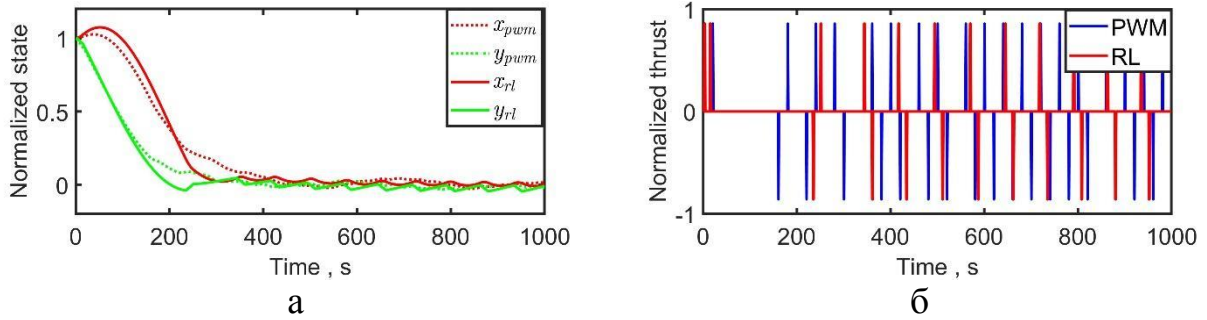 Normalized state
1
0.5
0
0 200 400 600 800 1000
Time , s
x_pwm
y_pwm
x_rl
y_rl
а
Normalized thrust
1
0
-1
0 200 400 600 800 1000
Time , s
PWM
RL
б